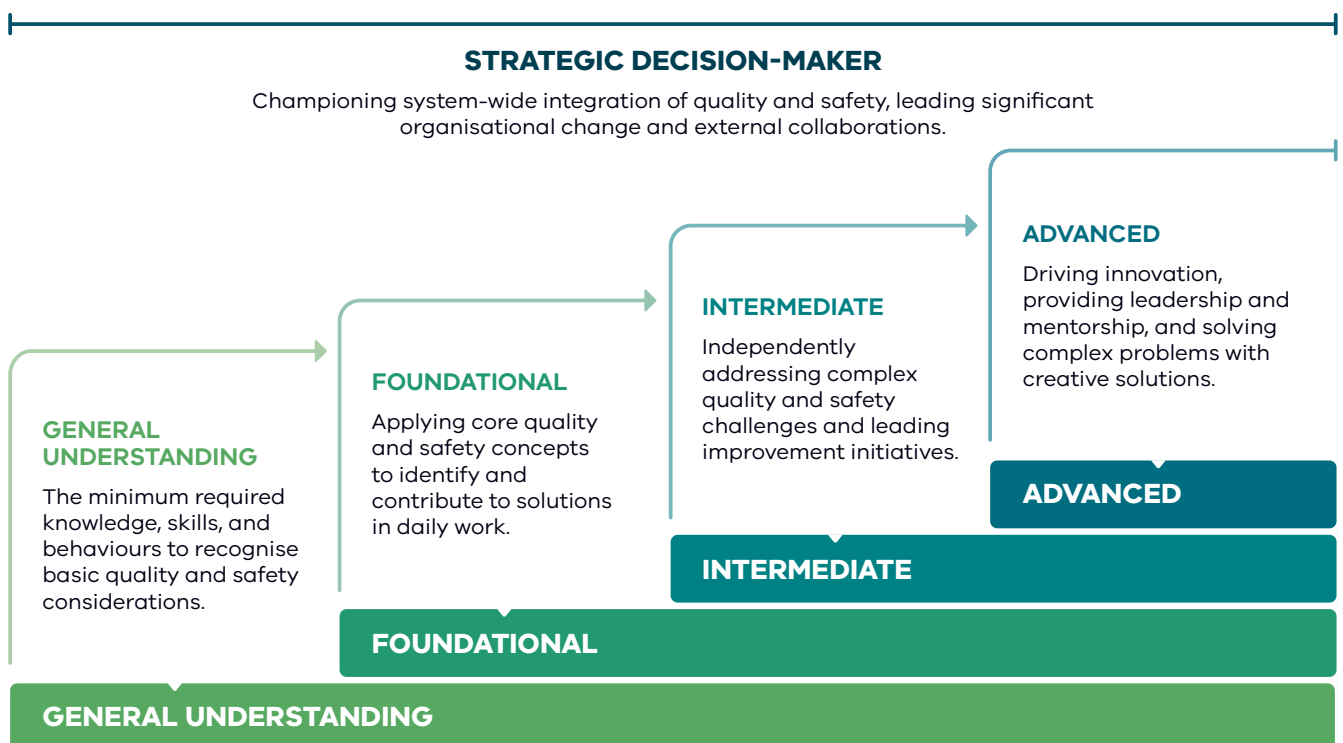 STRATEGIC DECISION-MAKER
Championing system-wide integration of quality and safety, leading significant
organisational change and external collaborations.
GENERAL
UNDERSTANDING
The minimum required
knowledge, skills, and
behaviours to recognise
basic quality and safety
considerations.
FOUNDATIONAL
Applying core quality
and safety concepts
to identify and
contribute to solutions
in daily work.
INTERMEDIATE
Independently
addressing complex
quality and safety
challenges and leading
improvement initiatives.
ADVANCED
Driving innovation,
providing leadership and
mentorship, and solving
complex problems with
creative solutions.
ADVANCED
INTERMEDIATE
FOUNDATIONAL
GENERAL UNDERSTANDING